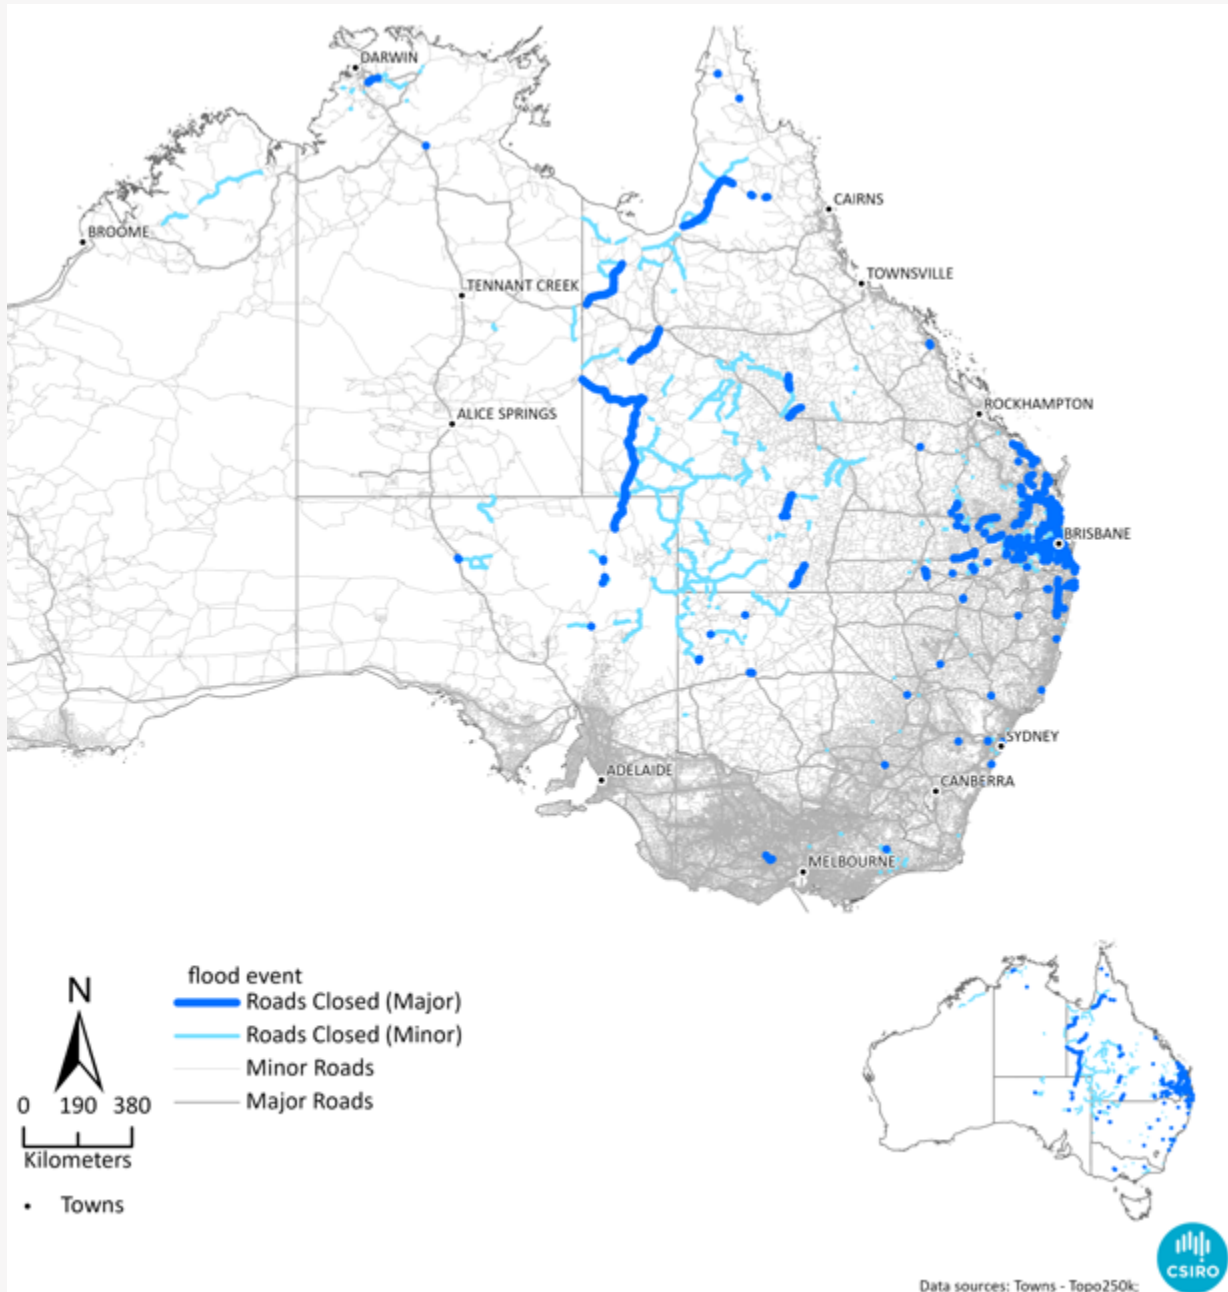 DARWIN
CAIRNS
BROOME
TOWNSVILLE
TENNANT CREEK
ROCKHAMPTON
ALICE SPRINGS
BRISBANE
SYDNEY
ADELAIDE
CANBERRA
MELBOURNE
flood event
N
Roads Closed (Major)
Roads Closed (Minor)
Minor Roads
Major Roads
0 190 380
Kilometers
Towns
CSIRO
Data sources: Towns - Topo250k;